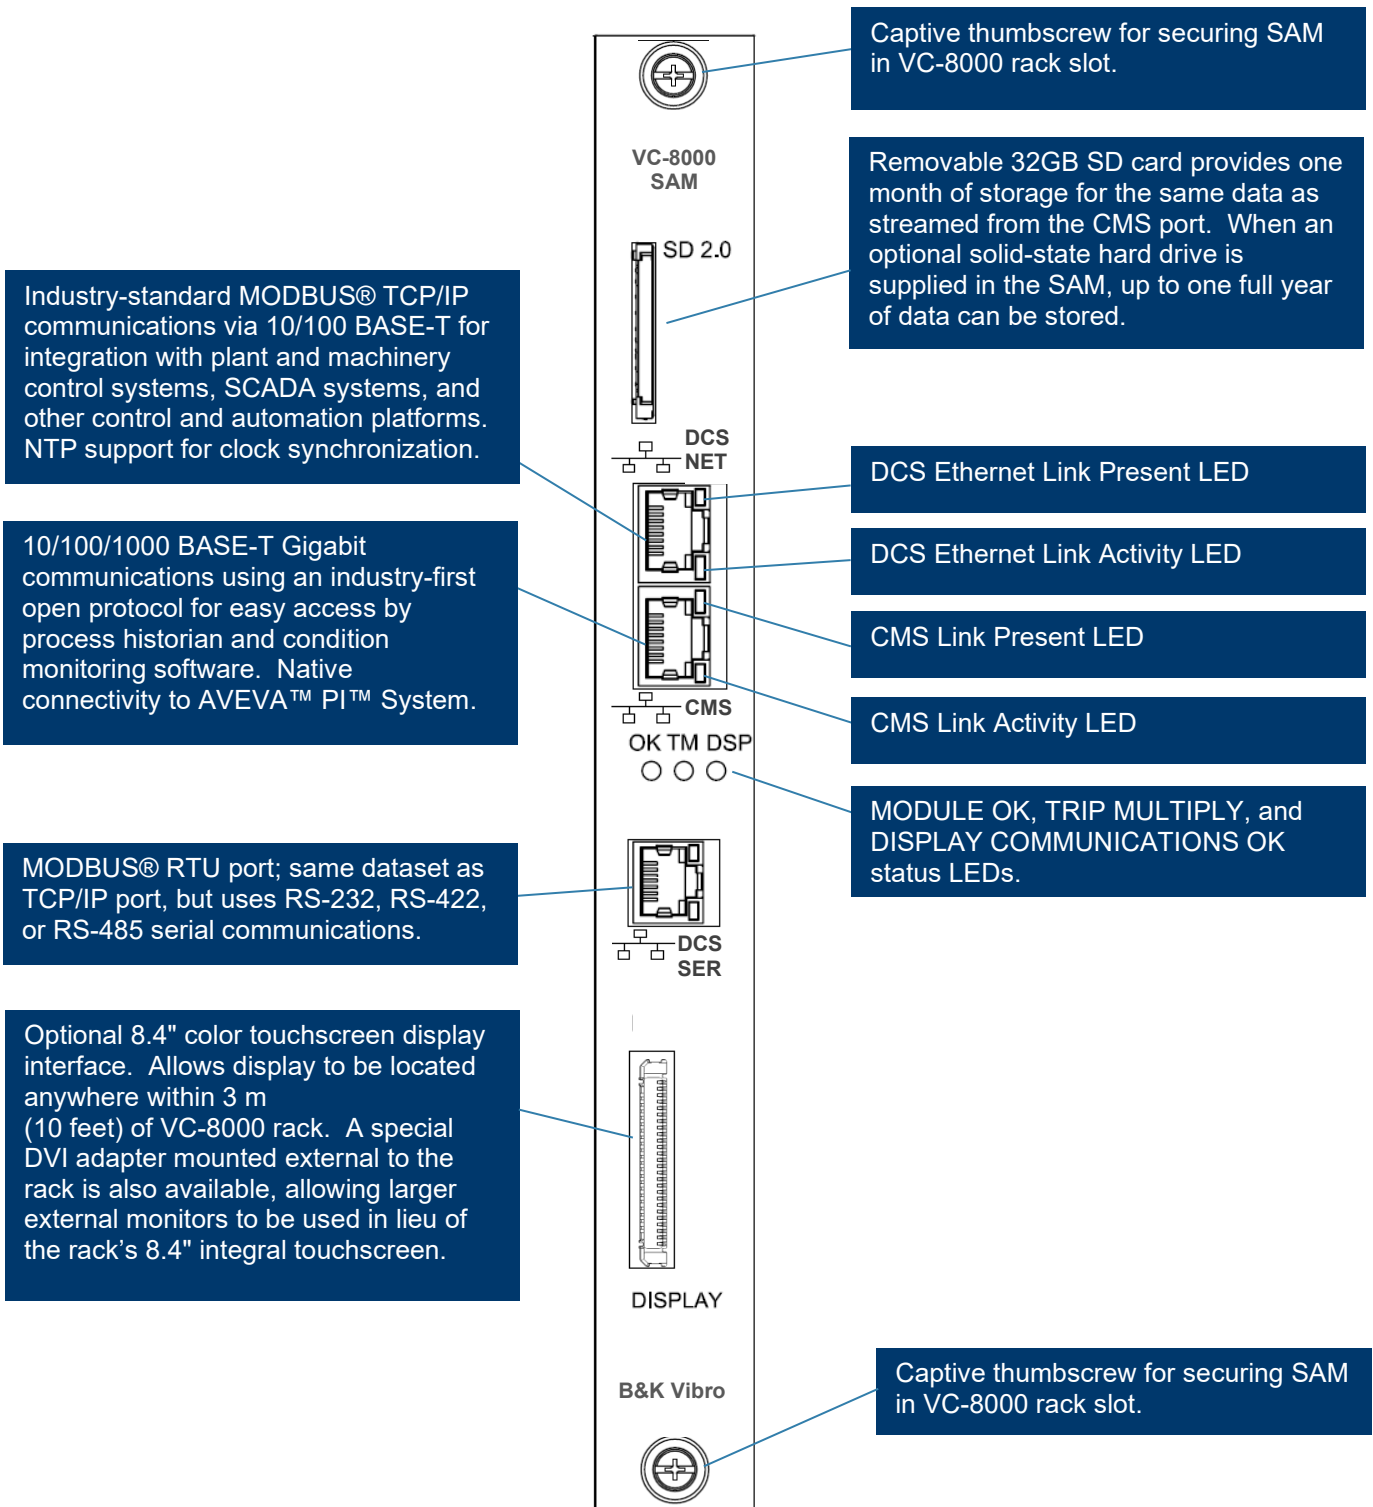 Captive thumbscrew for securing SAM
in VC-8000 rack slot.
VC-8000
SAM
Removable 32GB SD card provides one
month of storage for the same data as
streamed from the CMS port.  When an
optional solid-state hard drive is
supplied in the SAM, up to one full year
of data can be stored.
SD 2.0
Industry-standard MODBUS® TCP/IP
communications via 10/100 BASE-T for
integration with plant and machinery
control systems, SCADA systems, and
other control and automation platforms.
NTP support for clock synchronization.
DCS
NET
DCS Ethernet Link Present LED
10/100/1000 BASE-T Gigabit
communications using an industry-first
open protocol for easy access by
process historian and condition
monitoring software.  Native
connectivity to AVEVA™ PI™ System.
DCS Ethernet Link Activity LED
CMS Link Present LED
CMS Link Activity LED
CMS
OK TM DSP
MODULE OK, TRIP MULTIPLY, and
DISPLAY COMMUNICATIONS OK
status LEDs.
MODBUS® RTU port; same dataset as
TCP/IP port, but uses RS-232, RS-422,
or RS-485 serial communications.
DCS
SER
Optional 8.4" color touchscreen display
interface.  Allows display to be located
anywhere within 3 m
(10 feet) of VC-8000 rack.  A special
DVI adapter mounted external to the
rack is also available, allowing larger
external monitors to be used in lieu of
the rack’s 8.4" integral touchscreen.
DISPLAY
B&K Vibro
Captive thumbscrew for securing SAM
in VC-8000 rack slot.